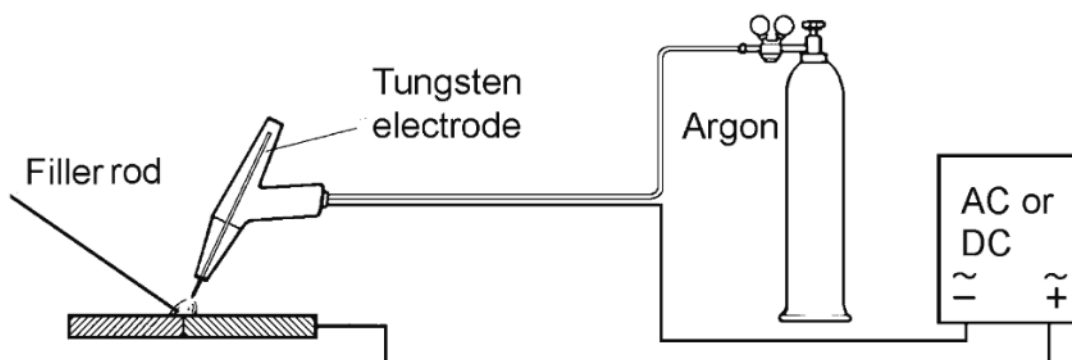 Tungsten
electrode
Filler rod
Argon
AC or
DC
~ ~
− +